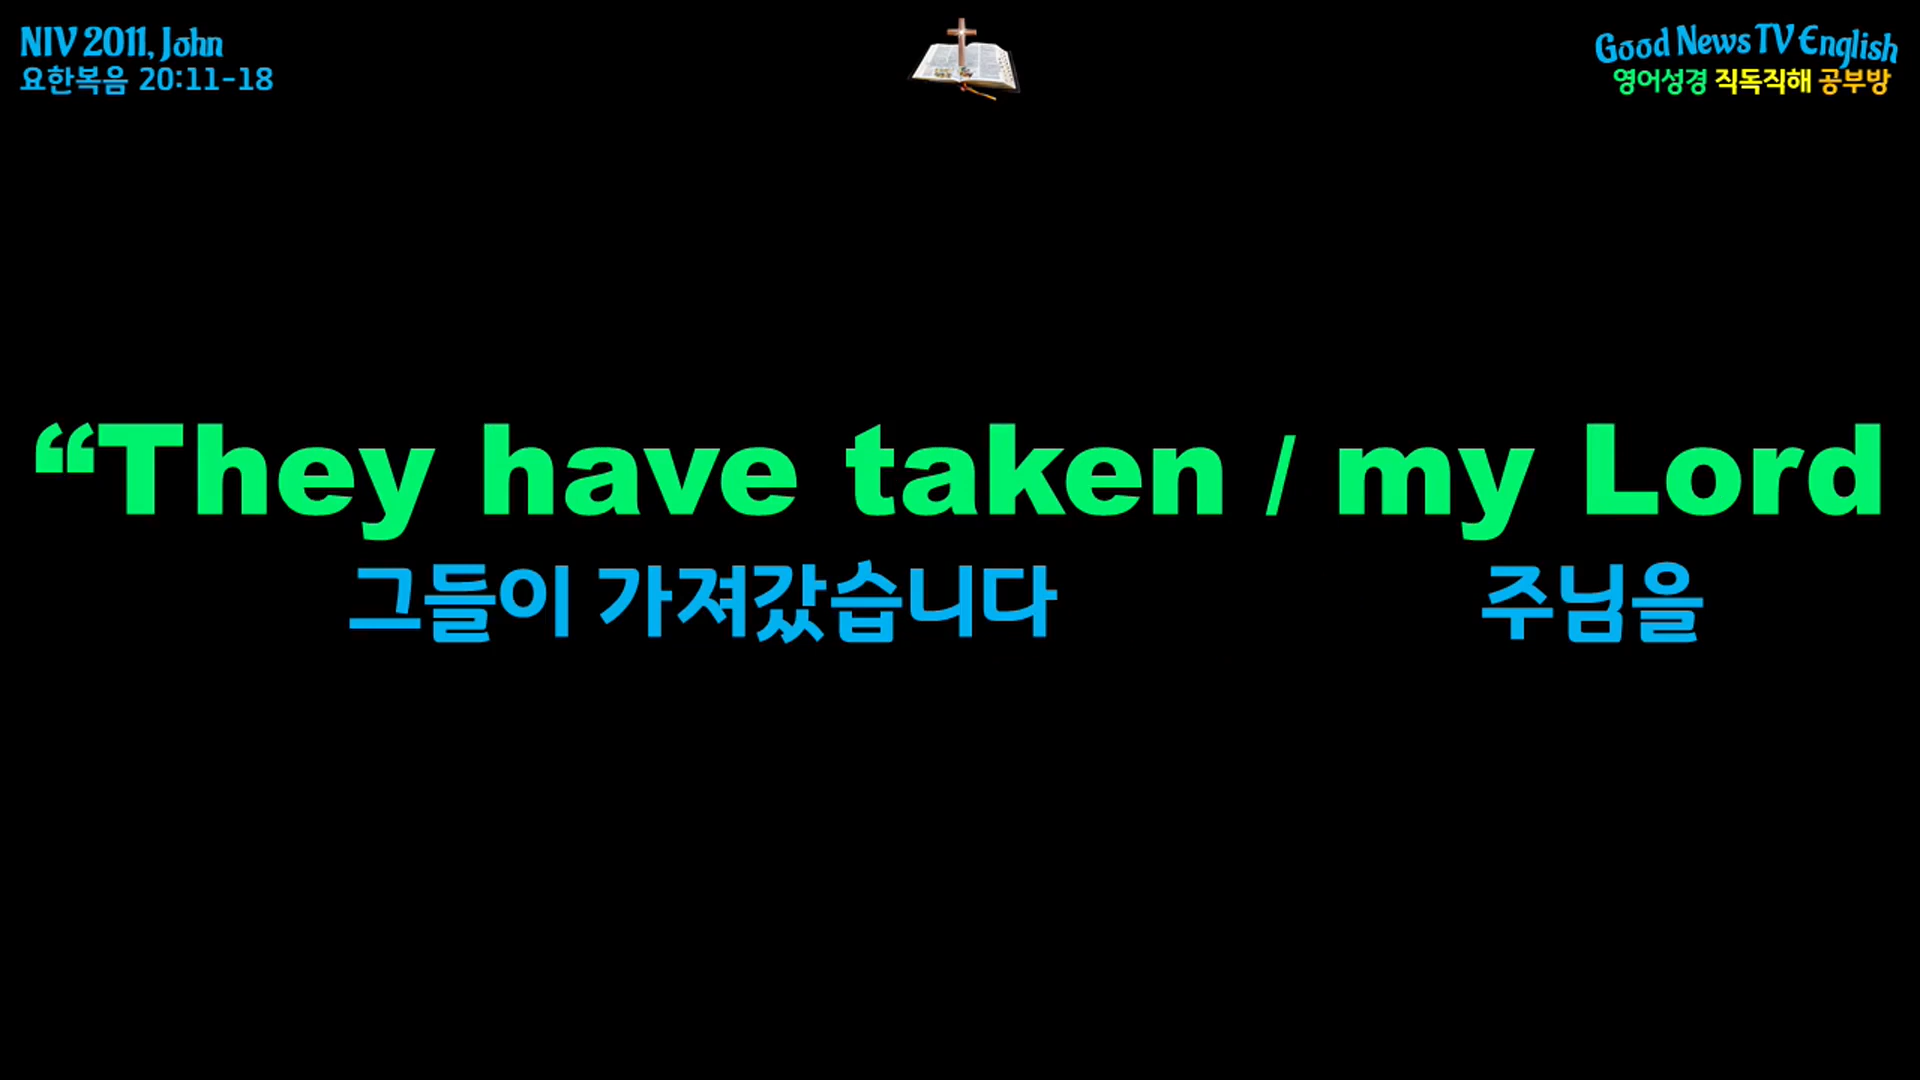 NIV 2011, John
요한복음 20:11-18
Good News TV English
영어성경 직독직해 공부방
“They have taken / my Lord
그들이 가져갔습니다 주님을